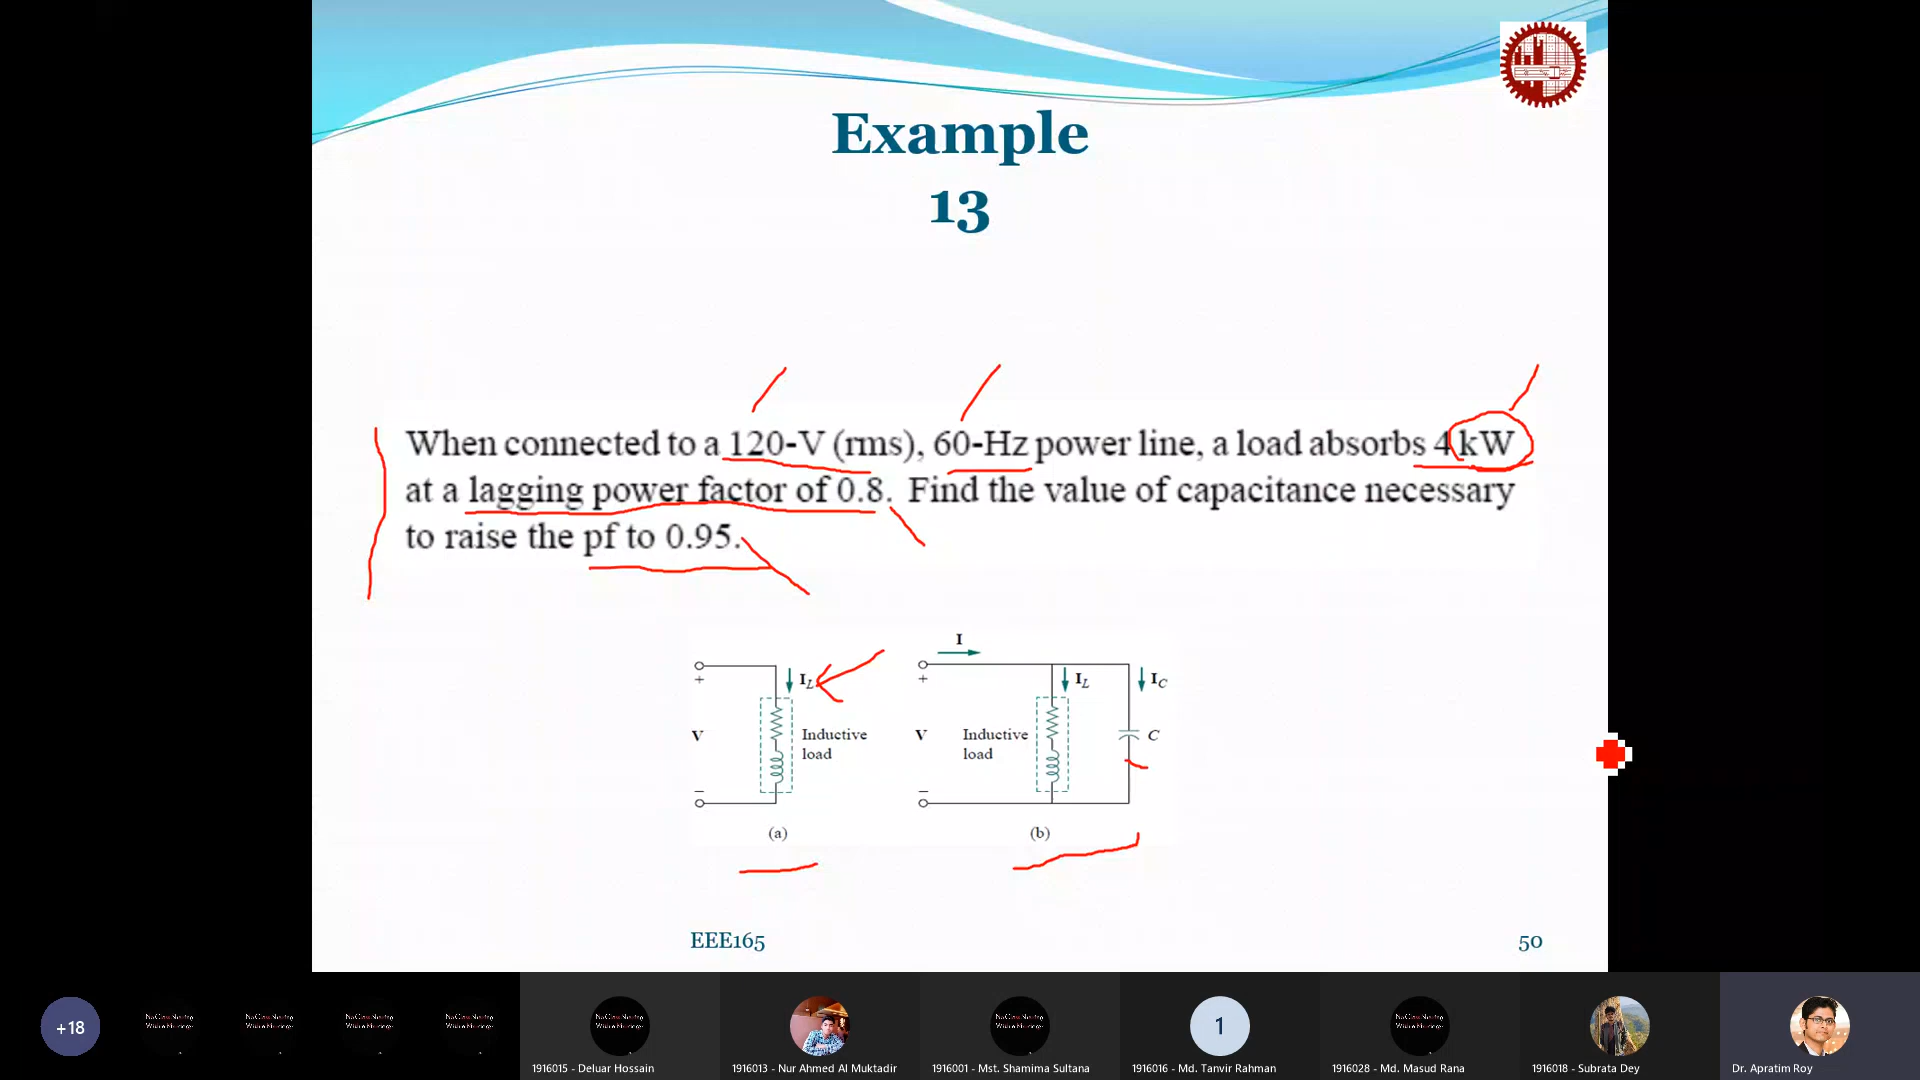 Example
13
When connected to a 120-V (rms), 60-Hz power line, a load absorbs 4 kW
at a lagging power factor of 0.8. Find the value of capacitance necessary
to raise the pf to 0.95.
+
V
−
I_L
Inductive
load
(a)
I
+
V
−
Inductive
load
I_L
I_C
C
(b)
EEE165
50
+18
1916015 - Deluar Hossain
1916013 - Nur Ahmed Al Muktadir
1916001 - Mst. Shamima Sultana
1
1916016 - Md. Tanvir Rahman
1916028 - Md. Masud Rana
1916018 - Subrata Dey
Dr. Apratim Roy